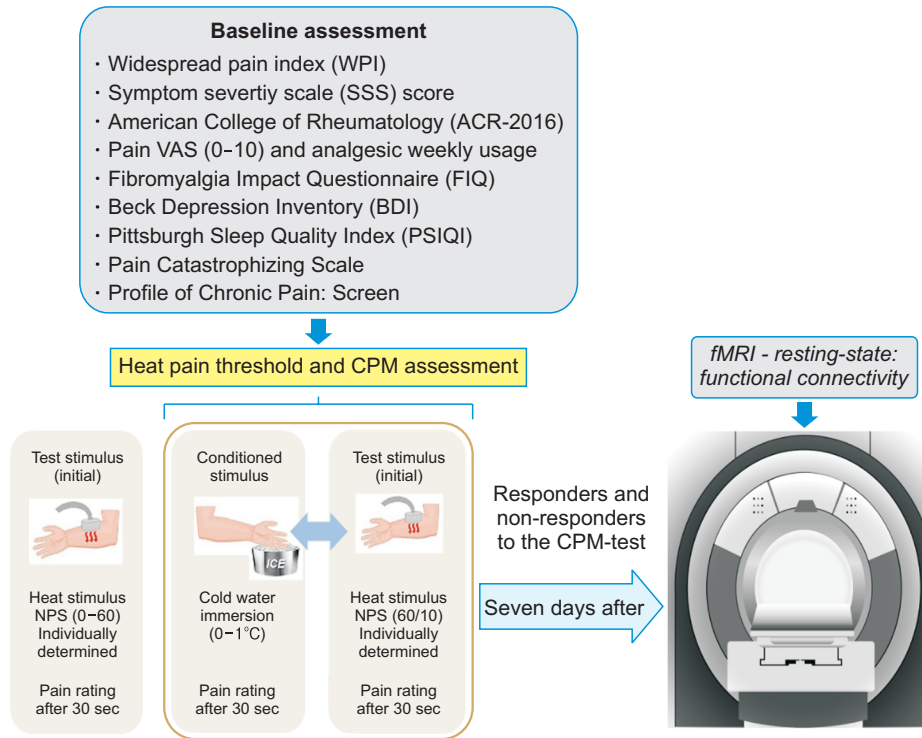 Baseline assessment
· Widespread pain index (WPI)
· Symptom severtiy scale (SSS) score
· American College of Rheumatology (ACR-2016)
· Pain VAS (0–10) and analgesic weekly usage
· Fibromyalgia Impact Questionnaire (FIQ)
· Beck Depression Inventory (BDI)
· Pittsburgh Sleep Quality Index (PSIQI)
· Pain Catastrophizing Scale
· Profile of Chronic Pain: Screen
Heat pain threshold and CPM assessment
Test stimulus
(initial)
Heat stimulus
NPS (0–60)
Individually
determined
Pain rating
after 30 sec
Conditioned
stimulus
ICE
Cold water
immersion
(0–1°C)
Pain rating
after 30 sec
Test stimulus
(initial)
Heat stimulus
NPS (60/10)
Individually
determined
Pain rating
after 30 sec
Responders and
non-responders
to the CPM-test
Seven days after
fMRI - resting-state:
functional connectivity